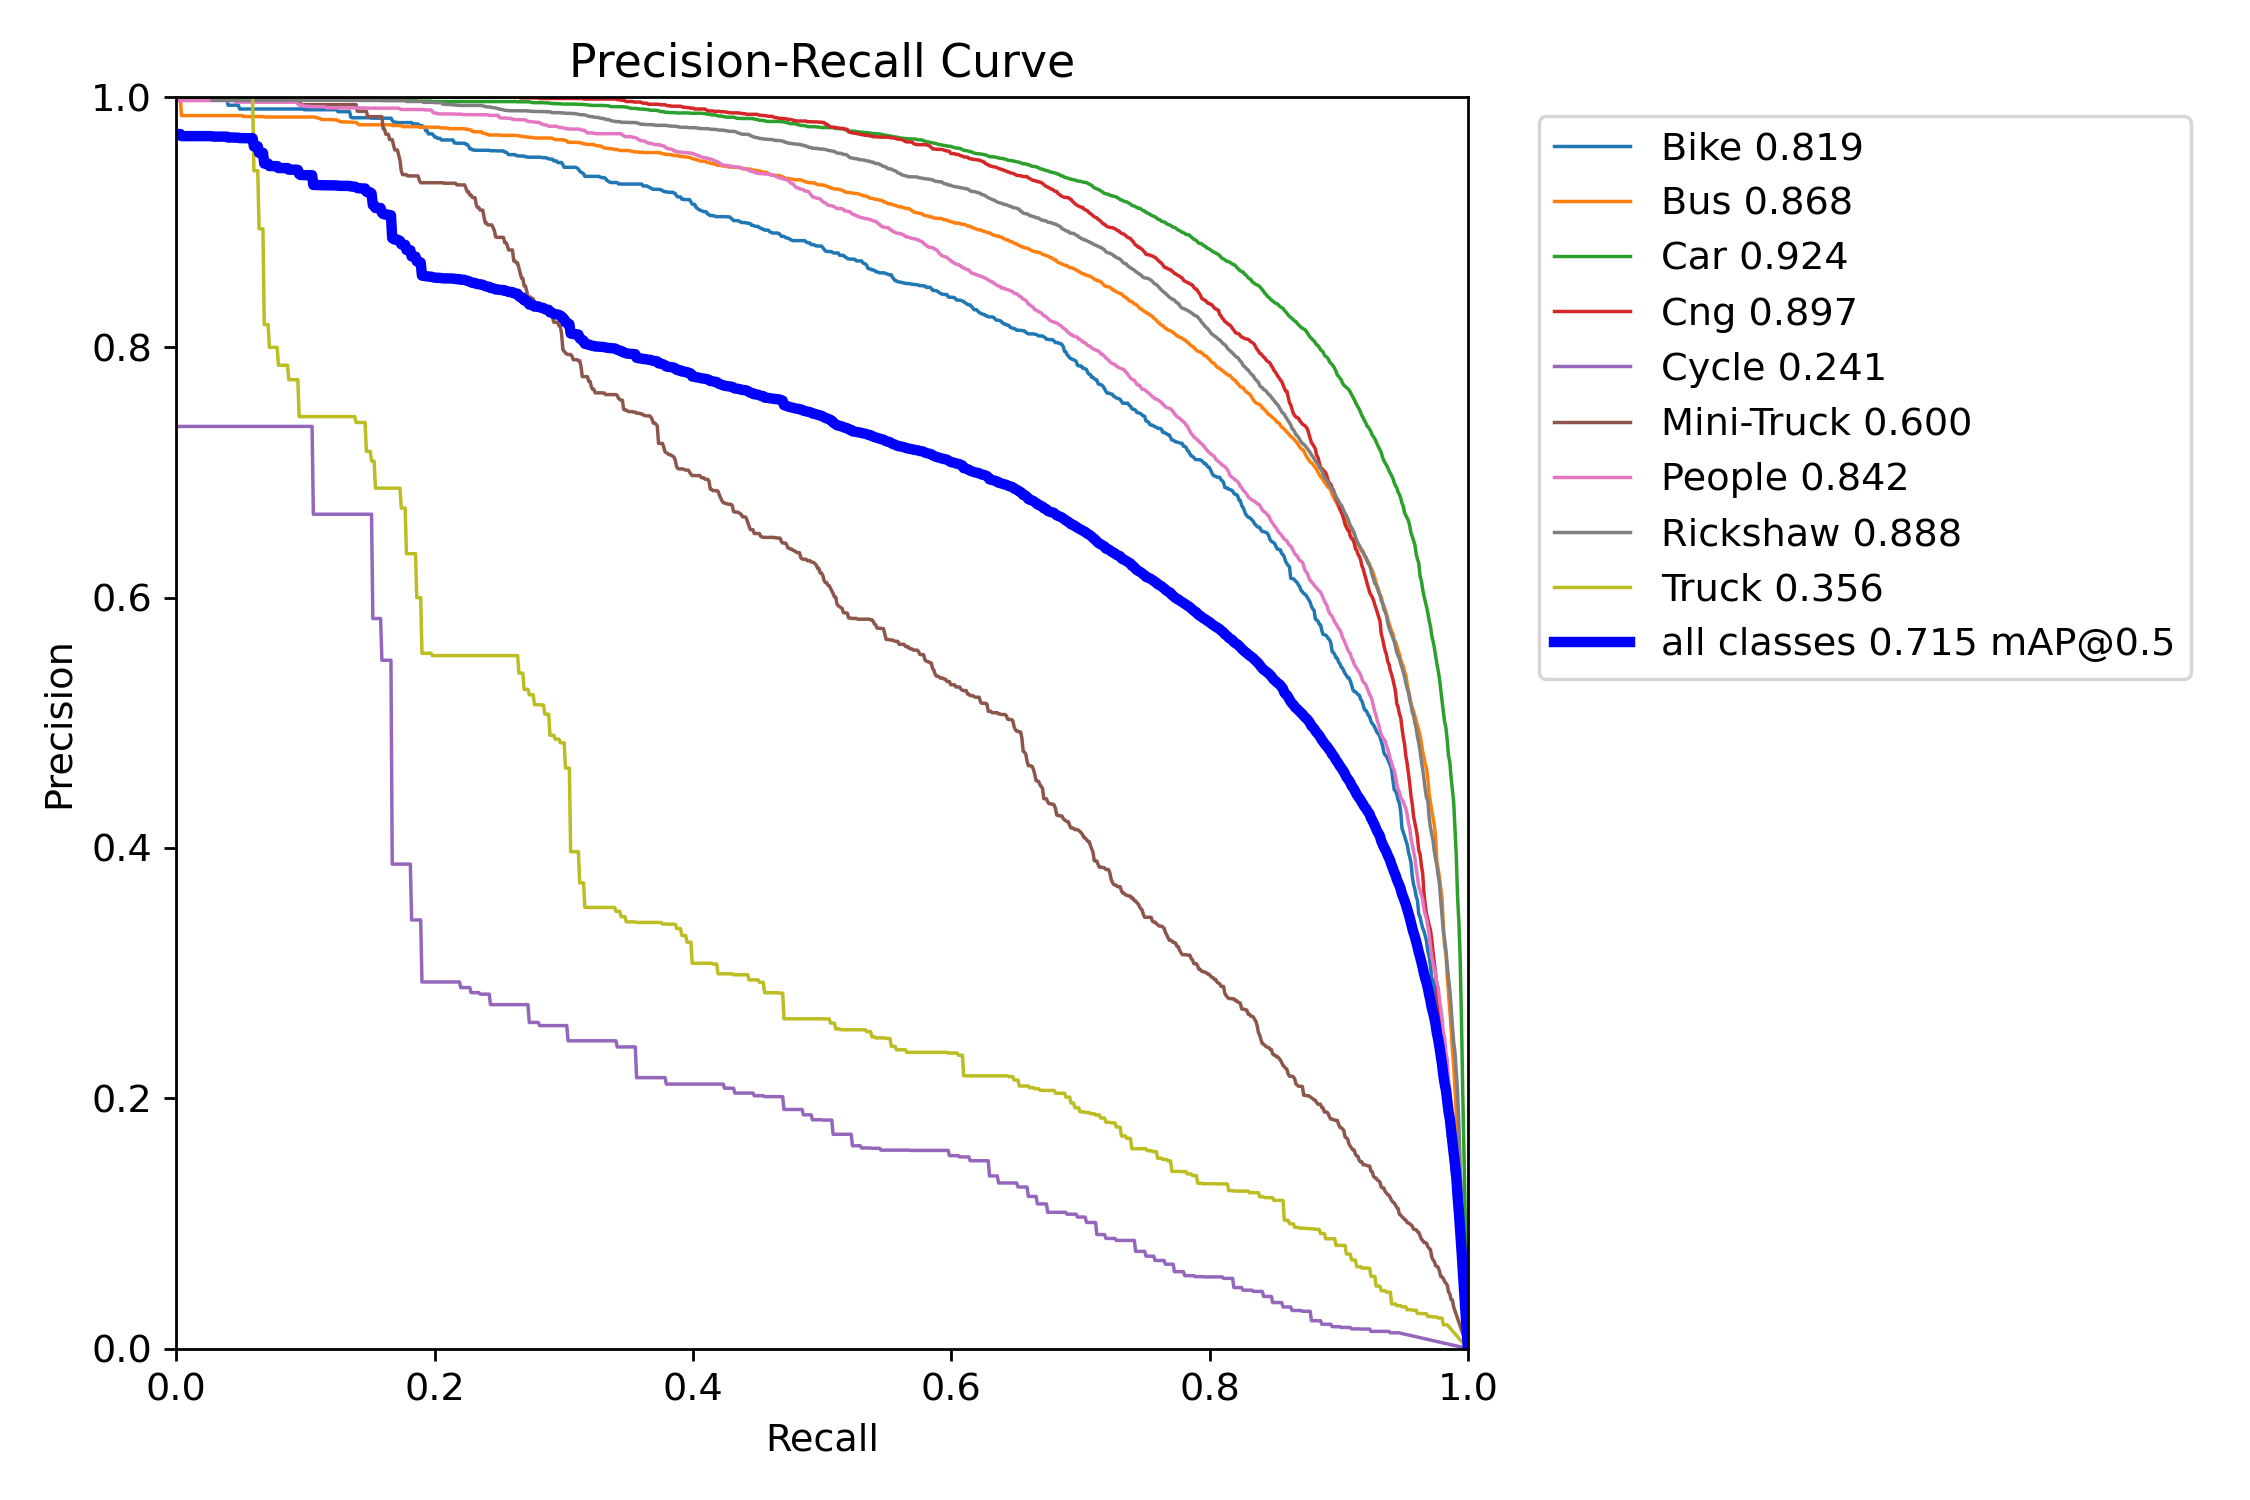 Precision-Recall Curve
1.0
0.8
0.6
0.4
0.2
0.0
Precision
0.0 0.2 0.4 0.6 0.8 1.0
Recall
Bike 0.819
Bus 0.868
Car 0.924
Cng 0.897
Cycle 0.241
Mini-Truck 0.600
People 0.842
Rickshaw 0.888
Truck 0.356
all classes 0.715 mAP@0.5